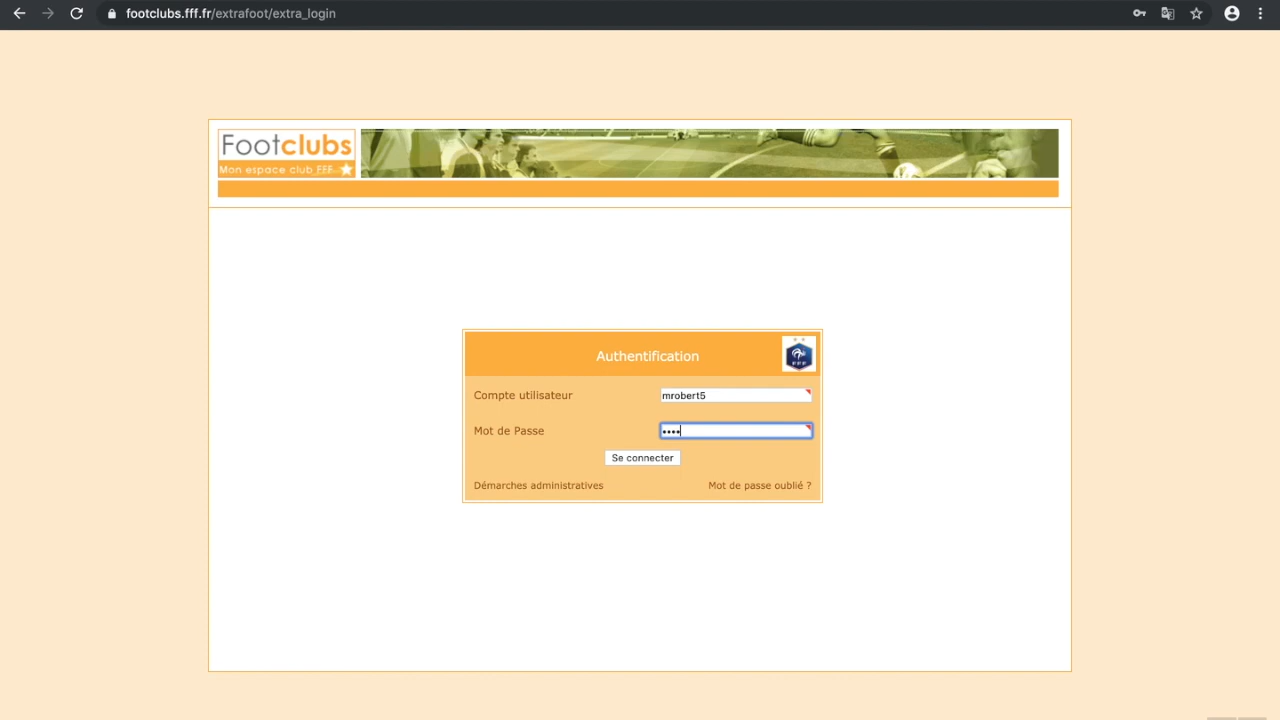 footclubs.fff.fr/extrafoot/extra_login
Footclubs
Mon espace club FFF
Authentification
FFF
Compte utilisateur
mrobert5
Mot de Passe
••••
Se connecter
Démarches administratives
Mot de passe oublié ?